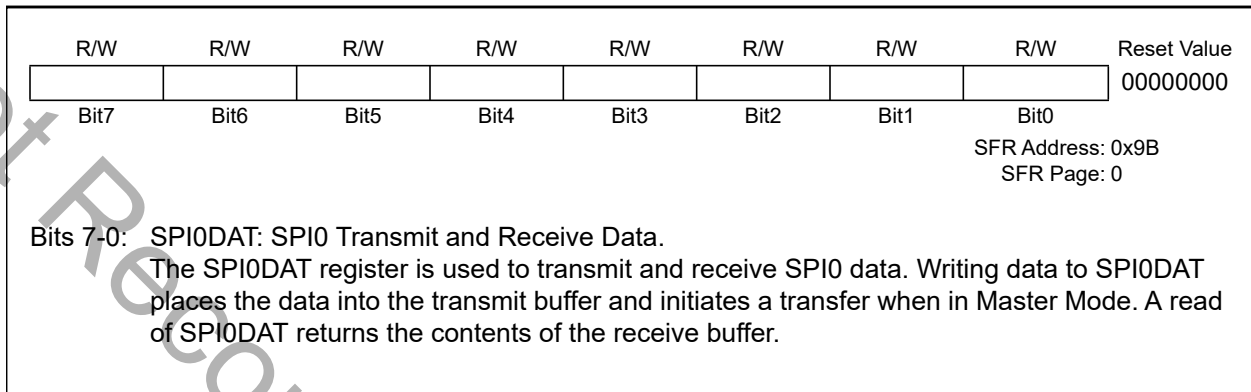 R/W R/W R/W R/W R/W R/W R/W R/W Reset Value
00000000
Bit7 Bit6 Bit5 Bit4 Bit3 Bit2 Bit1 Bit0
SFR Address: 0x9B
SFR Page: 0
Bits 7-0: SPI0DAT: SPI0 Transmit and Receive Data.
The SPI0DAT register is used to transmit and receive SPI0 data. Writing data to SPI0DAT
places the data into the transmit buffer and initiates a transfer when in Master Mode. A read
of SPI0DAT returns the contents of the receive buffer.